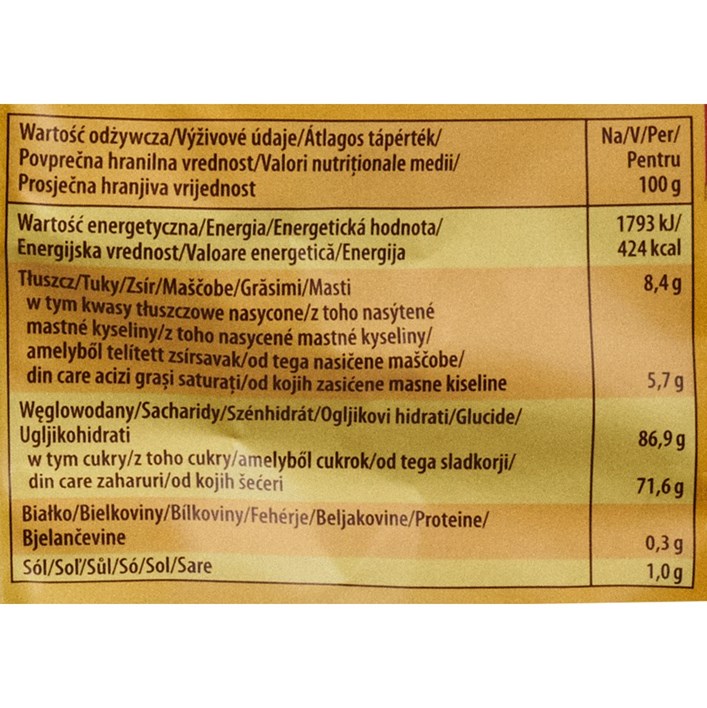 Wartość odżywcza/Výživové údaje/Átlagos tápérték/
Povprečna hranilna vrednost/Valori nutriționale medii/
Prosječna hranjiva vrijednost
Na/V/Per/
Pentru
100 g
Wartość energetyczna/Energia/Energetická hodnota/
Energijska vrednost/Valoare energetică/Energija
1793 kJ/
424 kcal
Tłuszcz/Tuky/Zsír/Maščobe/Grăsimi/Masti
8,4 g
w tym kwasy tłuszczowe nasycone/z toho nasýtené
mastné kyseliny/z toho nasycené mastné kyseliny/
amelyből telített zsírsavak/od tega nasičene maščobe/
din care acizi grași saturați/od kojih zasićene masne kiseline
5,7 g
Węglowodany/Sacharidy/Szénhidrát/Ogljikovi hidrati/Glucide/
Ugljikohidrati
86,9 g
w tym cukry/z toho cukry/amelyből cukrok/od tega sladkorji/
din care zaharuri/od kojih šećeri
71,6 g
Białko/Bielkoviny/Bílkoviny/Fehérje/Beljakovine/Proteine/
Bjelančevine
0,3 g
Sól/Soľ/Sůl/Só/Sol/Sare
1,0 g